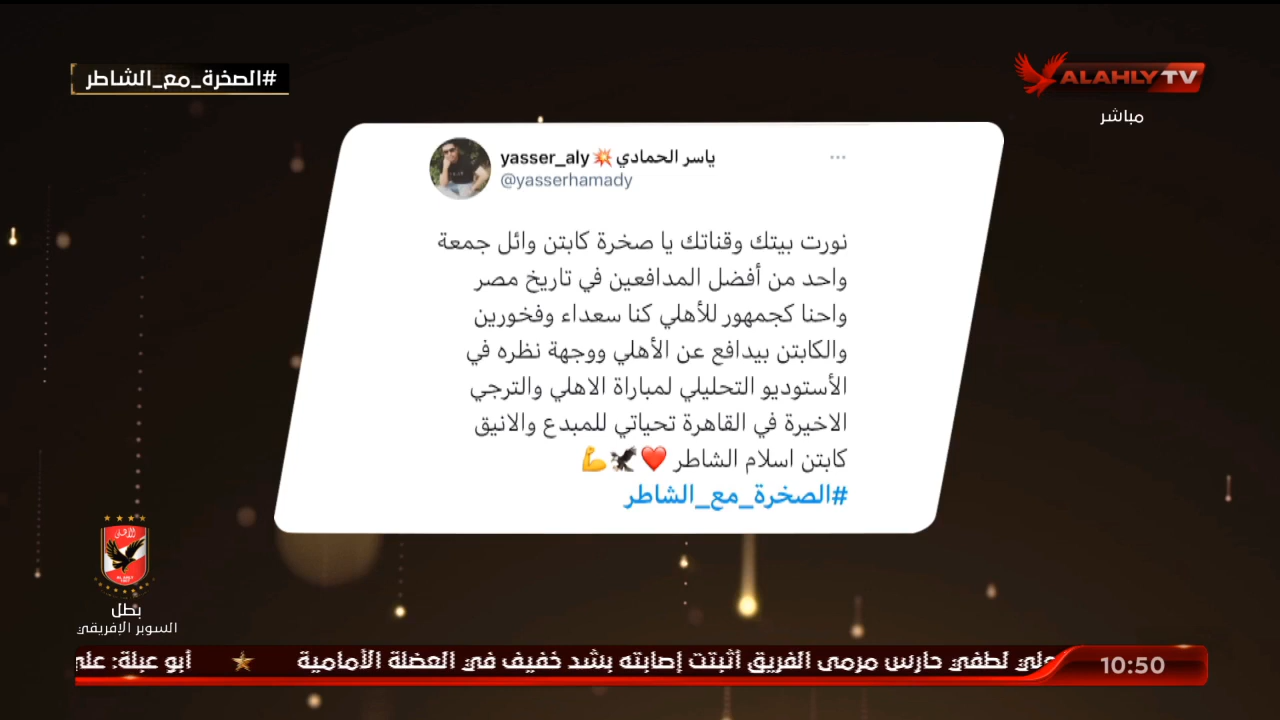 #الصخرة_مع_الشاطر
ALAHLY TV
مباشر
ياسر الحمادي💥yasser_aly
@yasserhamady
نورت بيتك وقناتك يا صخرة كابتن وائل جمعة
واحد من أفضل المدافعين في تاريخ مصر
واحنا كجمهور للأهلي كنا سعداء وفخورين
والكابتن بيدافع عن الأهلي ووجهة نظره في
الأستوديو التحليلي لمباراة الاهلي والترجي
الاخيرة في القاهرة تحياتي للمبدع والانيق
كابتن اسلام الشاطر ❤️🦅💪
#الصخرة_مع_الشاطر
بطل
السوبر الإفريقي
لطفي حارس مرمى الفريق أثبتت إصابته بشد خفيف في العضلة الأمامية ★ أبو عبلة:
10:50